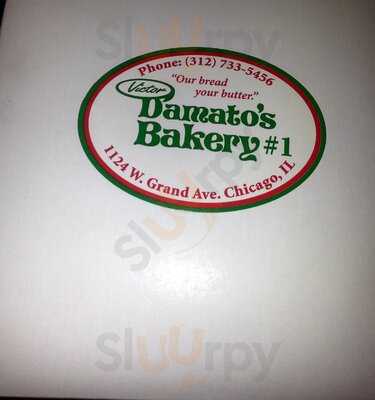 Phone: (312) 733-5456
"Our bread
your butter."
Victor
D'amato's
Bakery #1
1124 W. Grand Ave. Chicago, IL
Sluurpy
Sluurpy
Sluurpy